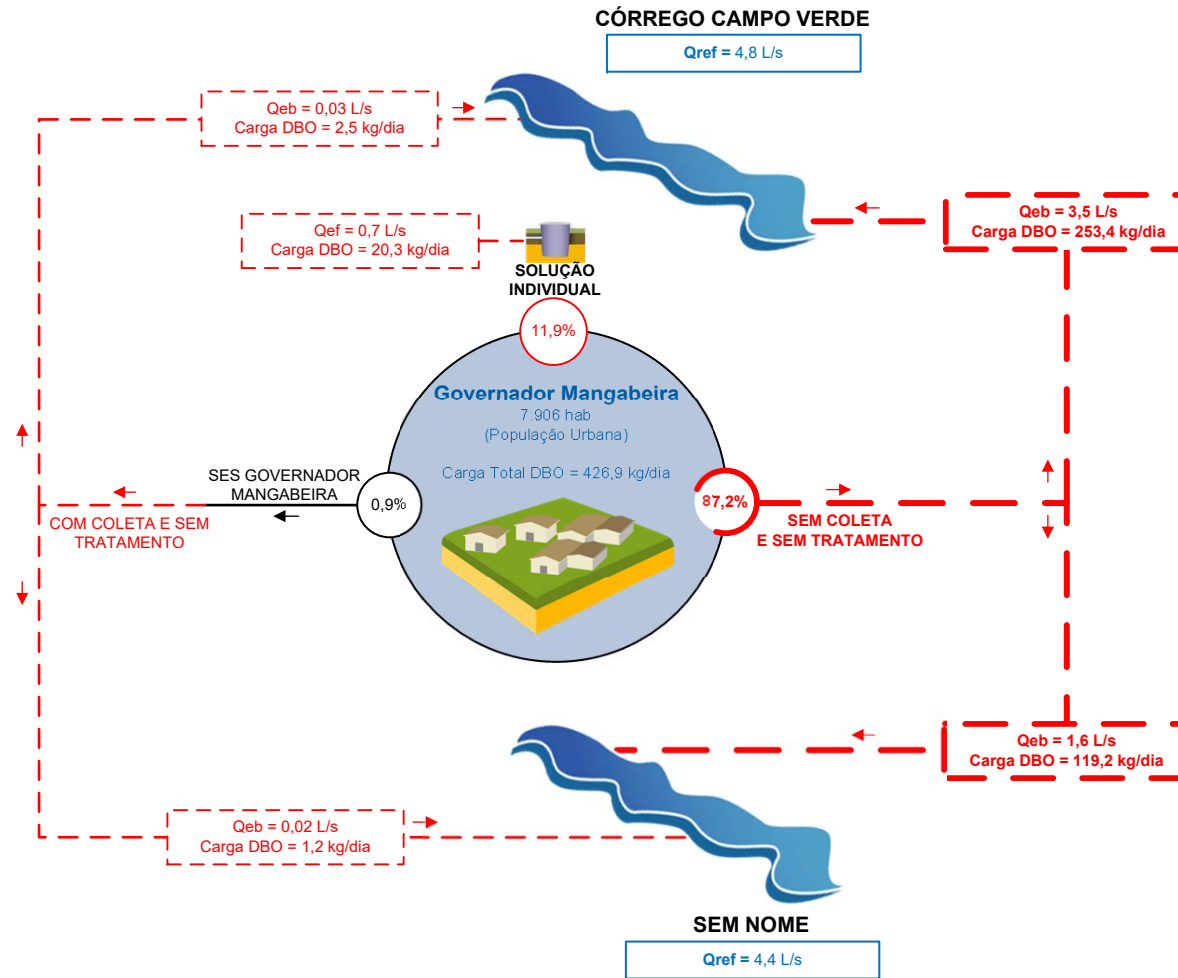 CÓRREGO CAMPO VERDE
Qref = 4,8 L/s
Qeb = 0,03 L/s
Carga DBO = 2,5 kg/dia
Qef = 0,7 L/s
Carga DBO = 20,3 kg/dia
Qeb = 3,5 L/s
Carga DBO = 253,4 kg/dia
SOLUÇÃO
INDIVIDUAL
11,9%
Governador Mangabeira
7.906 hab
(População Urbana)
Carga Total DBO = 426,9 kg/dia
SES GOVERNADOR
MANGABEIRA
0,9%
87,2%
COM COLETA E SEM
TRATAMENTO
SEM COLETA
E SEM TRATAMENTO
Qeb = 1,6 L/s
Carga DBO = 119,2 kg/dia
Qeb = 0,02 L/s
Carga DBO = 1,2 kg/dia
SEM NOME
Qref = 4,4 L/s